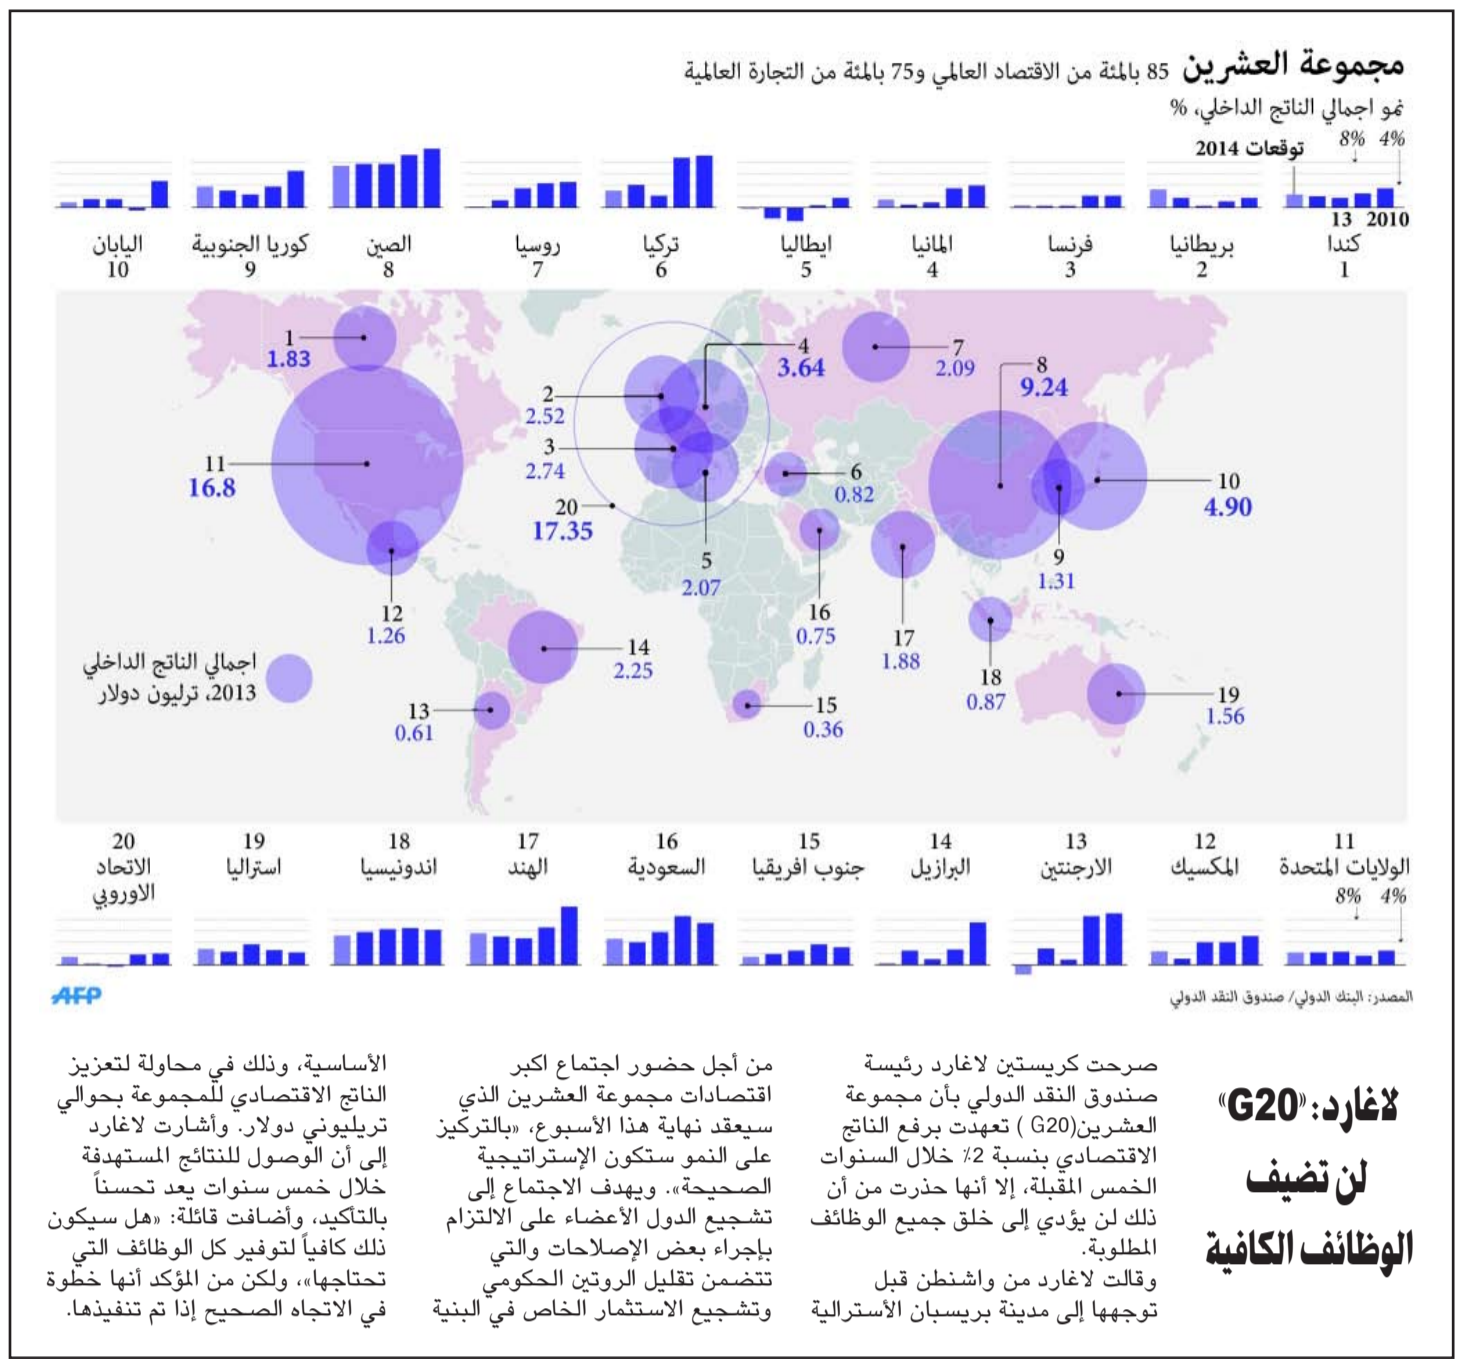 مجموعة العشرين 85 بالمئة من الاقتصاد العالمي و75 بالمئة من التجارة العالمية
نمو اجمالي الناتج الداخلي، %
توقعات 2014
8% 4%
13 2010
كندا
1
بريطانيا
2
فرنسا
3
المانيا
4
ايطاليا
5
تركيا
6
روسيا
7
الصين
8
كوريا الجنوبية
9
اليابان
10
1
1.83
2
2.52
3
2.74
4
3.64
5
2.07
6
0.82
7
2.09
8
9.24
9
1.31
10
4.90
11
16.8
12
1.26
13
0.61
14
2.25
15
0.36
16
0.75
17
1.88
18
0.87
19
1.56
20
17.35
اجمالي الناتج الداخلي
2013، ترليون دولار
11
الولايات المتحدة
8% 4%
12
المكسيك
13
الارجنتين
14
البرازيل
15
جنوب افريقيا
16
السعودية
17
الهند
18
اندونيسيا
19
استراليا
20
الاتحاد
الاوروبي
المصدر: البنك الدولي/ صندوق النقد الدولي
AFP
لاغارد: «G20»
لن تضيف
الوظائف الكافية
صرحت كريستين لاغارد رئيسة
صندوق النقد الدولي بأن مجموعة
العشرين(G20 ) تعهدت برفع الناتج
الاقتصادي بنسبة 2٪ خلال السنوات
الخمس المقبلة، إلا أنها حذرت من أن
ذلك لن يؤدي إلى خلق جميع الوظائف
المطلوبة.
وقالت لاغارد من واشنطن قبل
توجهها إلى مدينة بريسبان الأسترالية
من أجل حضور اجتماع اكبر
اقتصادات مجموعة العشرين الذي
سيعقد نهاية هذا الأسبوع، «بالتركيز
على النمو ستكون الإستراتيجية
الصحيحة». ويهدف الاجتماع إلى
تشجيع الدول الأعضاء على الالتزام
بإجراء بعض الإصلاحات والتي
تتضمن تقليل الروتين الحكومي
وتشجيع الاستثمار الخاص في البنية
الأساسية، وذلك في محاولة لتعزيز
الناتج الاقتصادي للمجموعة بحوالي
تريليوني دولار. وأشارت لاغارد
إلى أن الوصول للنتائج المستهدفة
خلال خمس سنوات يعد تحسناً
بالتأكيد، وأضافت قائلة: «هل سيكون
ذلك كافياً لتوفير كل الوظائف التي
تحتاجها»، ولكن من المؤكد أنها خطوة
في الاتجاه الصحيح إذا تم تنفيذها.